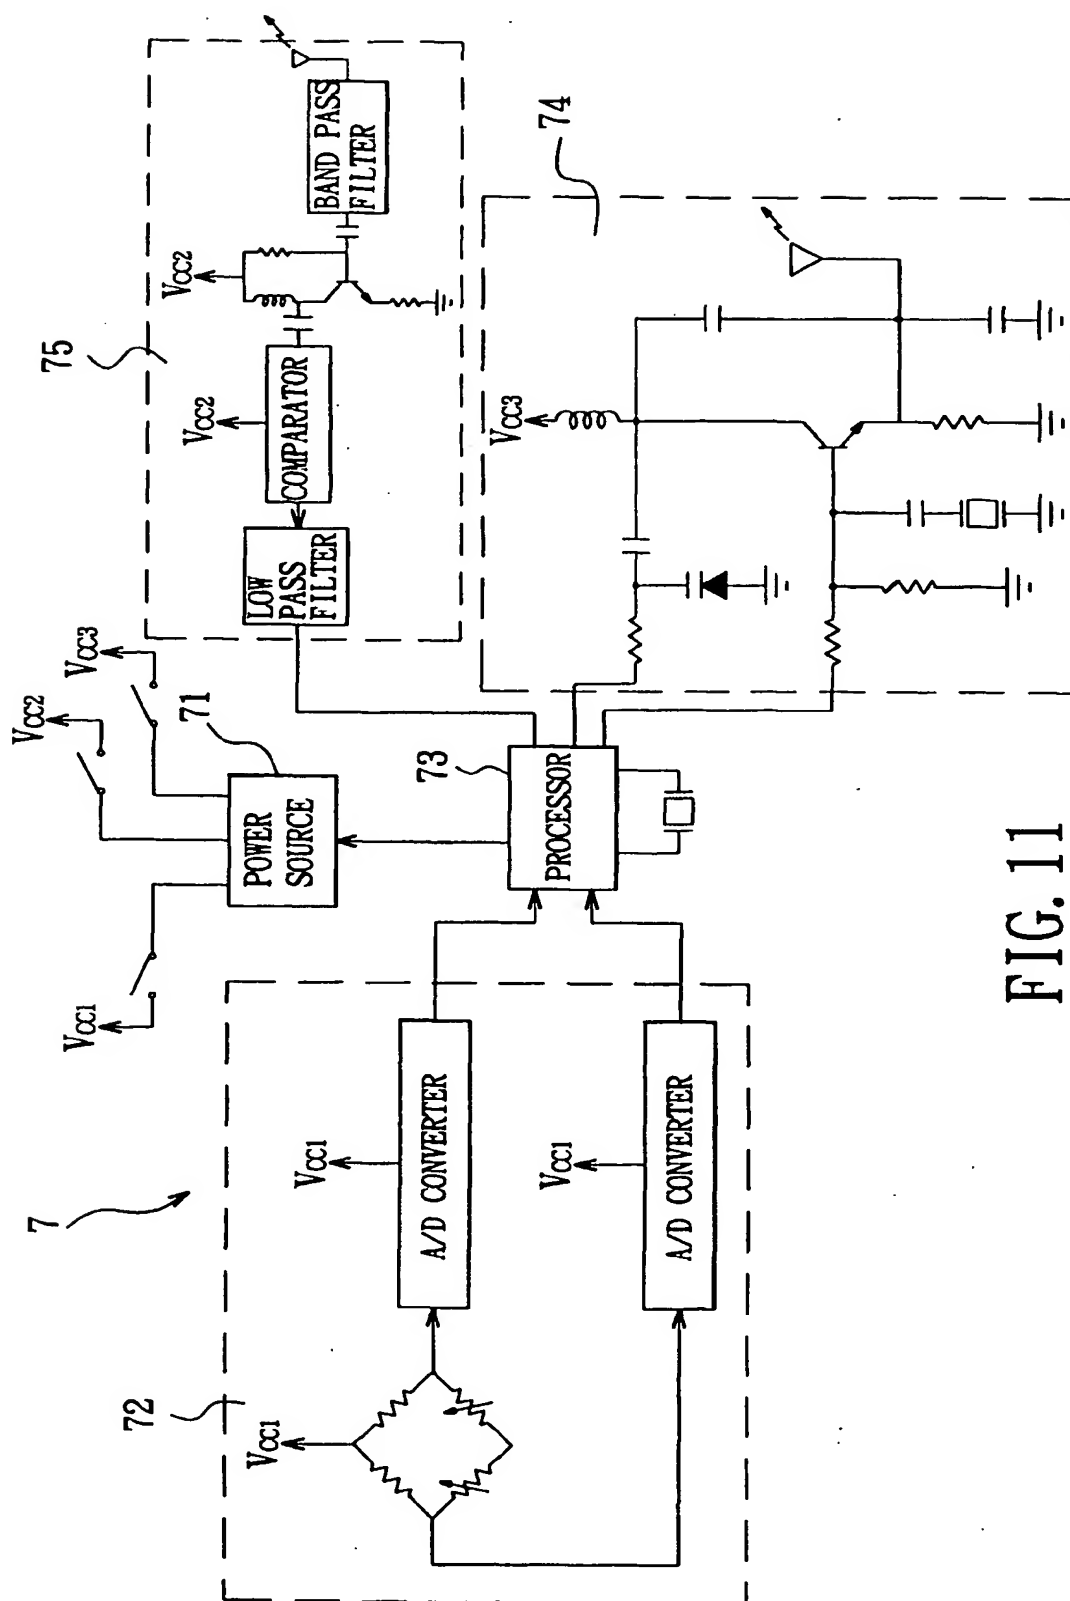 7
72
Vcc1
A/D CONVERTER
Vcc1
A/D CONVERTER
Vcc1
Vcc1
Vcc2
Vcc3
71
POWER
SOURCE
73
PROCESSOR
75
LOW
PASS
FILTER
COMPARATOR
Vcc2
Vcc2
BAND PASS
FILTER
74
Vcc3
FIG. 11